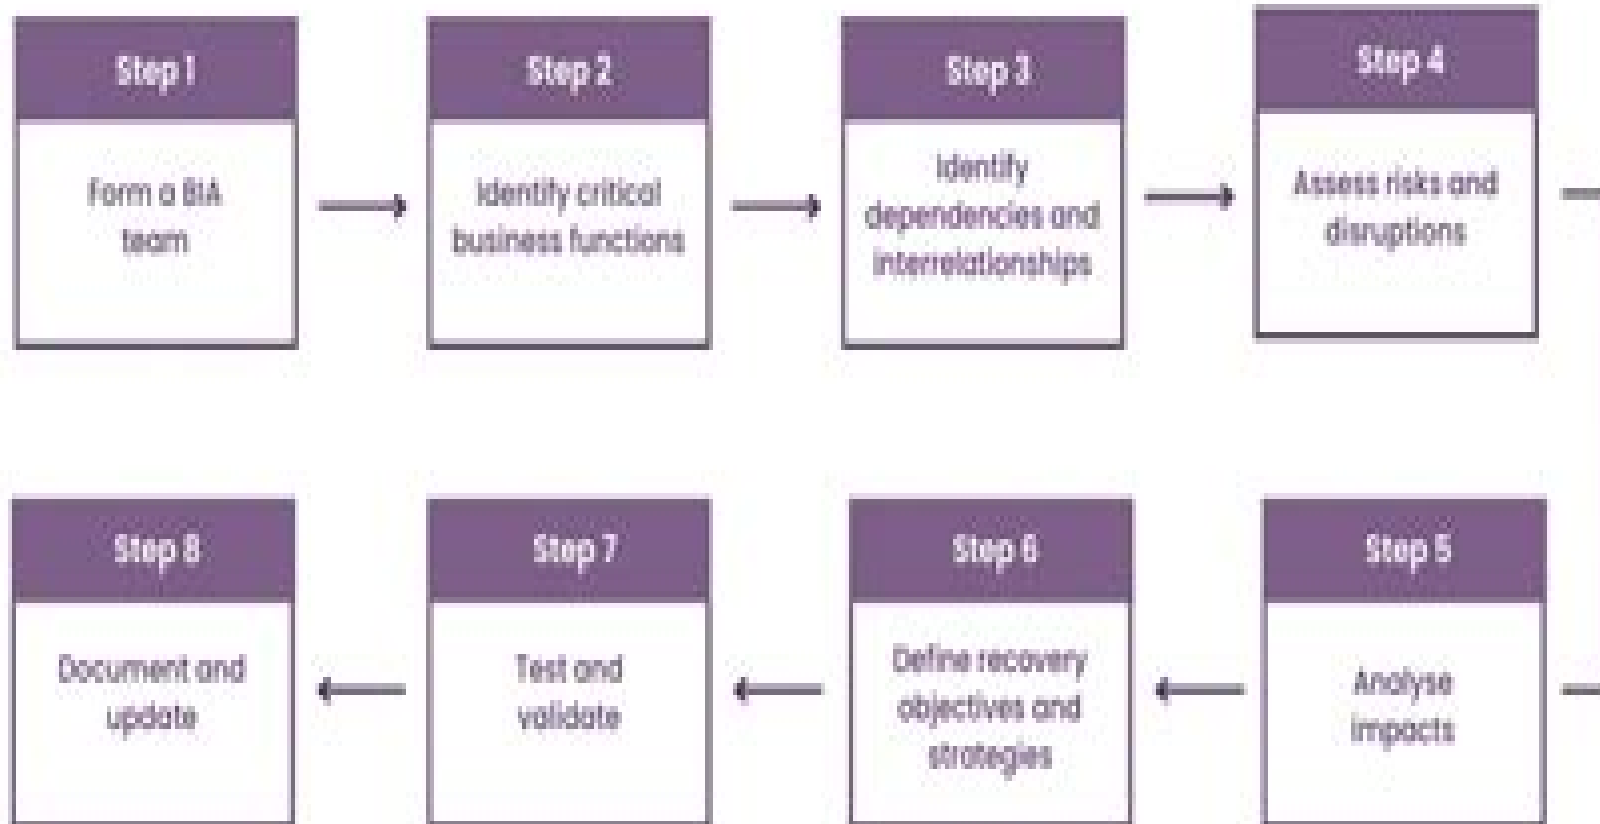 Step 1
Form a BIA
team
Step 2
Identify critical
business functions
Step 3
Identify
dependencies and
interrelationships
Step 4
Assess risks and
disruptions
Step 5
Analyse
impacts
Step 6
Define recovery
objectives and
strategies
Step 7
Test and
validate
Step 8
Document and
update